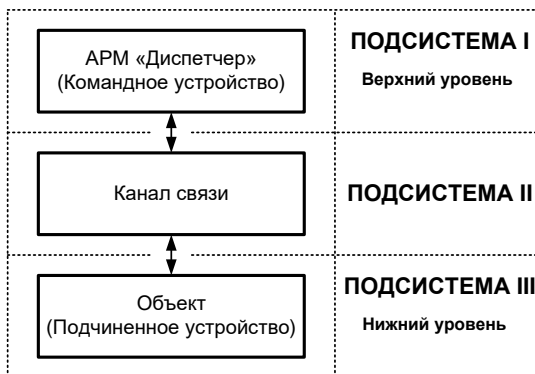 АРМ «Диспетчер»
(Командное устройство)
ПОДСИСТЕМА I
Верхний уровень
Канал связи
ПОДСИСТЕМА II
Объект
(Подчиненное устройство)
ПОДСИСТЕМА III
Нижний уровень